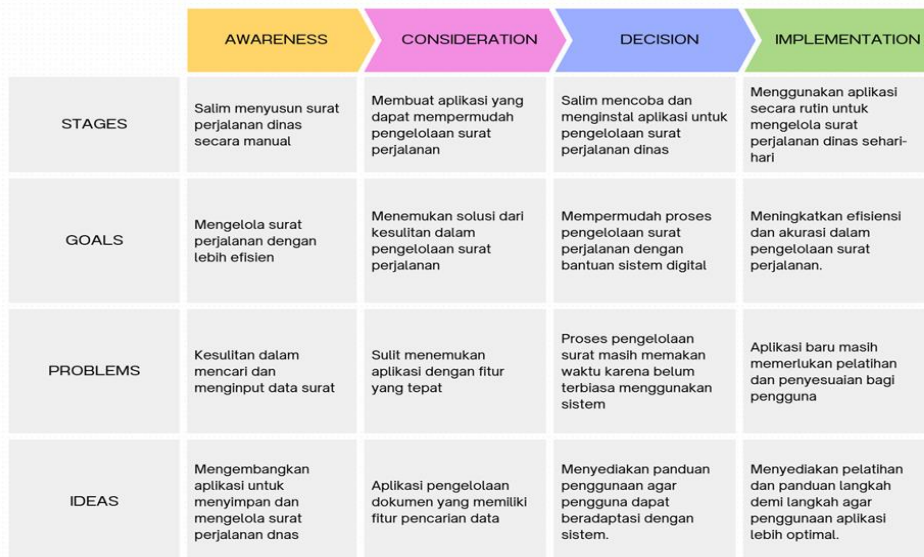 AWARENESS
CONSIDERATION
DECISION
IMPLEMENTATION
STAGES
Salim menyusun surat
perjalanan dinas
secara manual
Membuat aplikasi yang
dapat mempermudah
pengelolaan surat
perjalanan
Salim mencoba dan
menginstal aplikasi untuk
pengelolaan surat
perjalanan dinas
Menggunakan aplikasi
secara rutin untuk
mengelola surat
perjalanan dinas sehari-
hari
GOALS
Mengelola surat
perjalanan dengan
lebih efisien
Menemukan solusi dari
kesulitan dalam
pengelolaan surat
perjalanan
Mempermudah proses
pengelolaan surat
perjalanan dengan
bantuan sistem digital
Meningkatkan efisiensi
dan akurasi dalam
pengelolaan surat
perjalanan.
PROBLEMS
Kesulitan dalam
mencari dan
menginput data surat
Sulit menemukan
aplikasi dengan fitur
yang tepat
Proses pengelolaan
surat masih memakan
waktu karena belum
terbiasa menggunakan
sistem
Aplikasi baru masih
memerlukan pelatihan
dan penyesuaian bagi
pengguna
IDEAS
Mengembangkan
aplikasi untuk
menyimpan dan
mengelola surat
perjalanan dnas
Aplikasi pengelolaan
dokumen yang memiliki
fitur pencarian data
Menyediakan panduan
penggunaan agar
pengguna dapat
beradaptasi dengan
sistem.
Menyediakan pelatihan
dan panduan langkah
demi langkah agar
penggunaan aplikasi
lebih optimal.